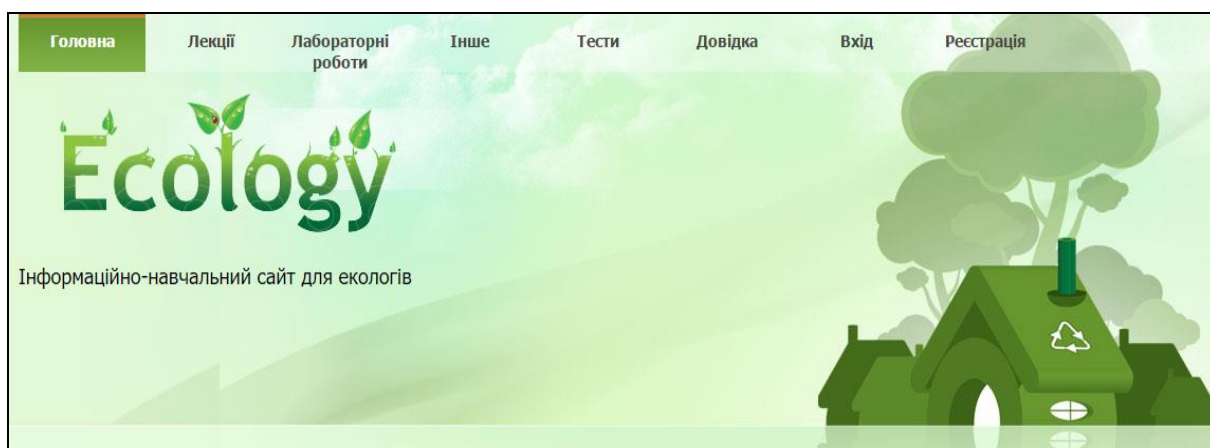 Головна Лекції Лабораторні роботи Інше Тести Довідка Вхід Реєстрація
Ecology
Інформаційно-навчальний сайт для екологів